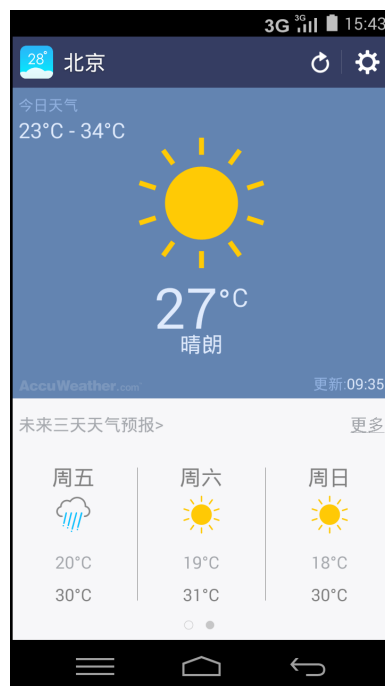 3G 3G 15:43
28° 北京
今日天气
23°C - 34°C
27°C
晴朗
AccuWeather.com 更新:09:35
未来三天天气预报> 更多
周五 周六 周日
20°C 19°C 18°C
30°C 31°C 30°C